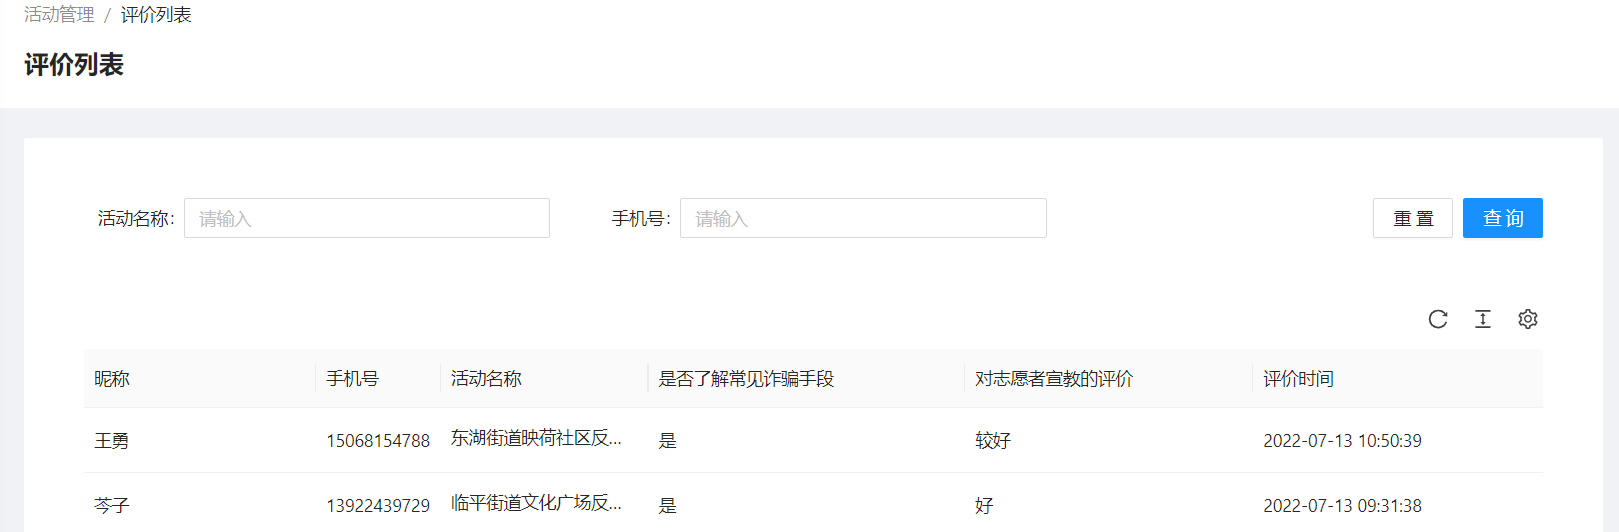 活动管理 / 评价列表
评价列表
活动名称: 请输入 手机号: 请输入 重 置 查 询
昵称 手机号 活动名称 是否了解常见诈骗手段 对志愿者宣教的评价 评价时间
王勇 15068154788 东湖街道映荷社区反... 是 较好 2022-07-13 10:50:39
芩子 13922439729 临平街道文化广场反... 是 好 2022-07-13 09:31:38